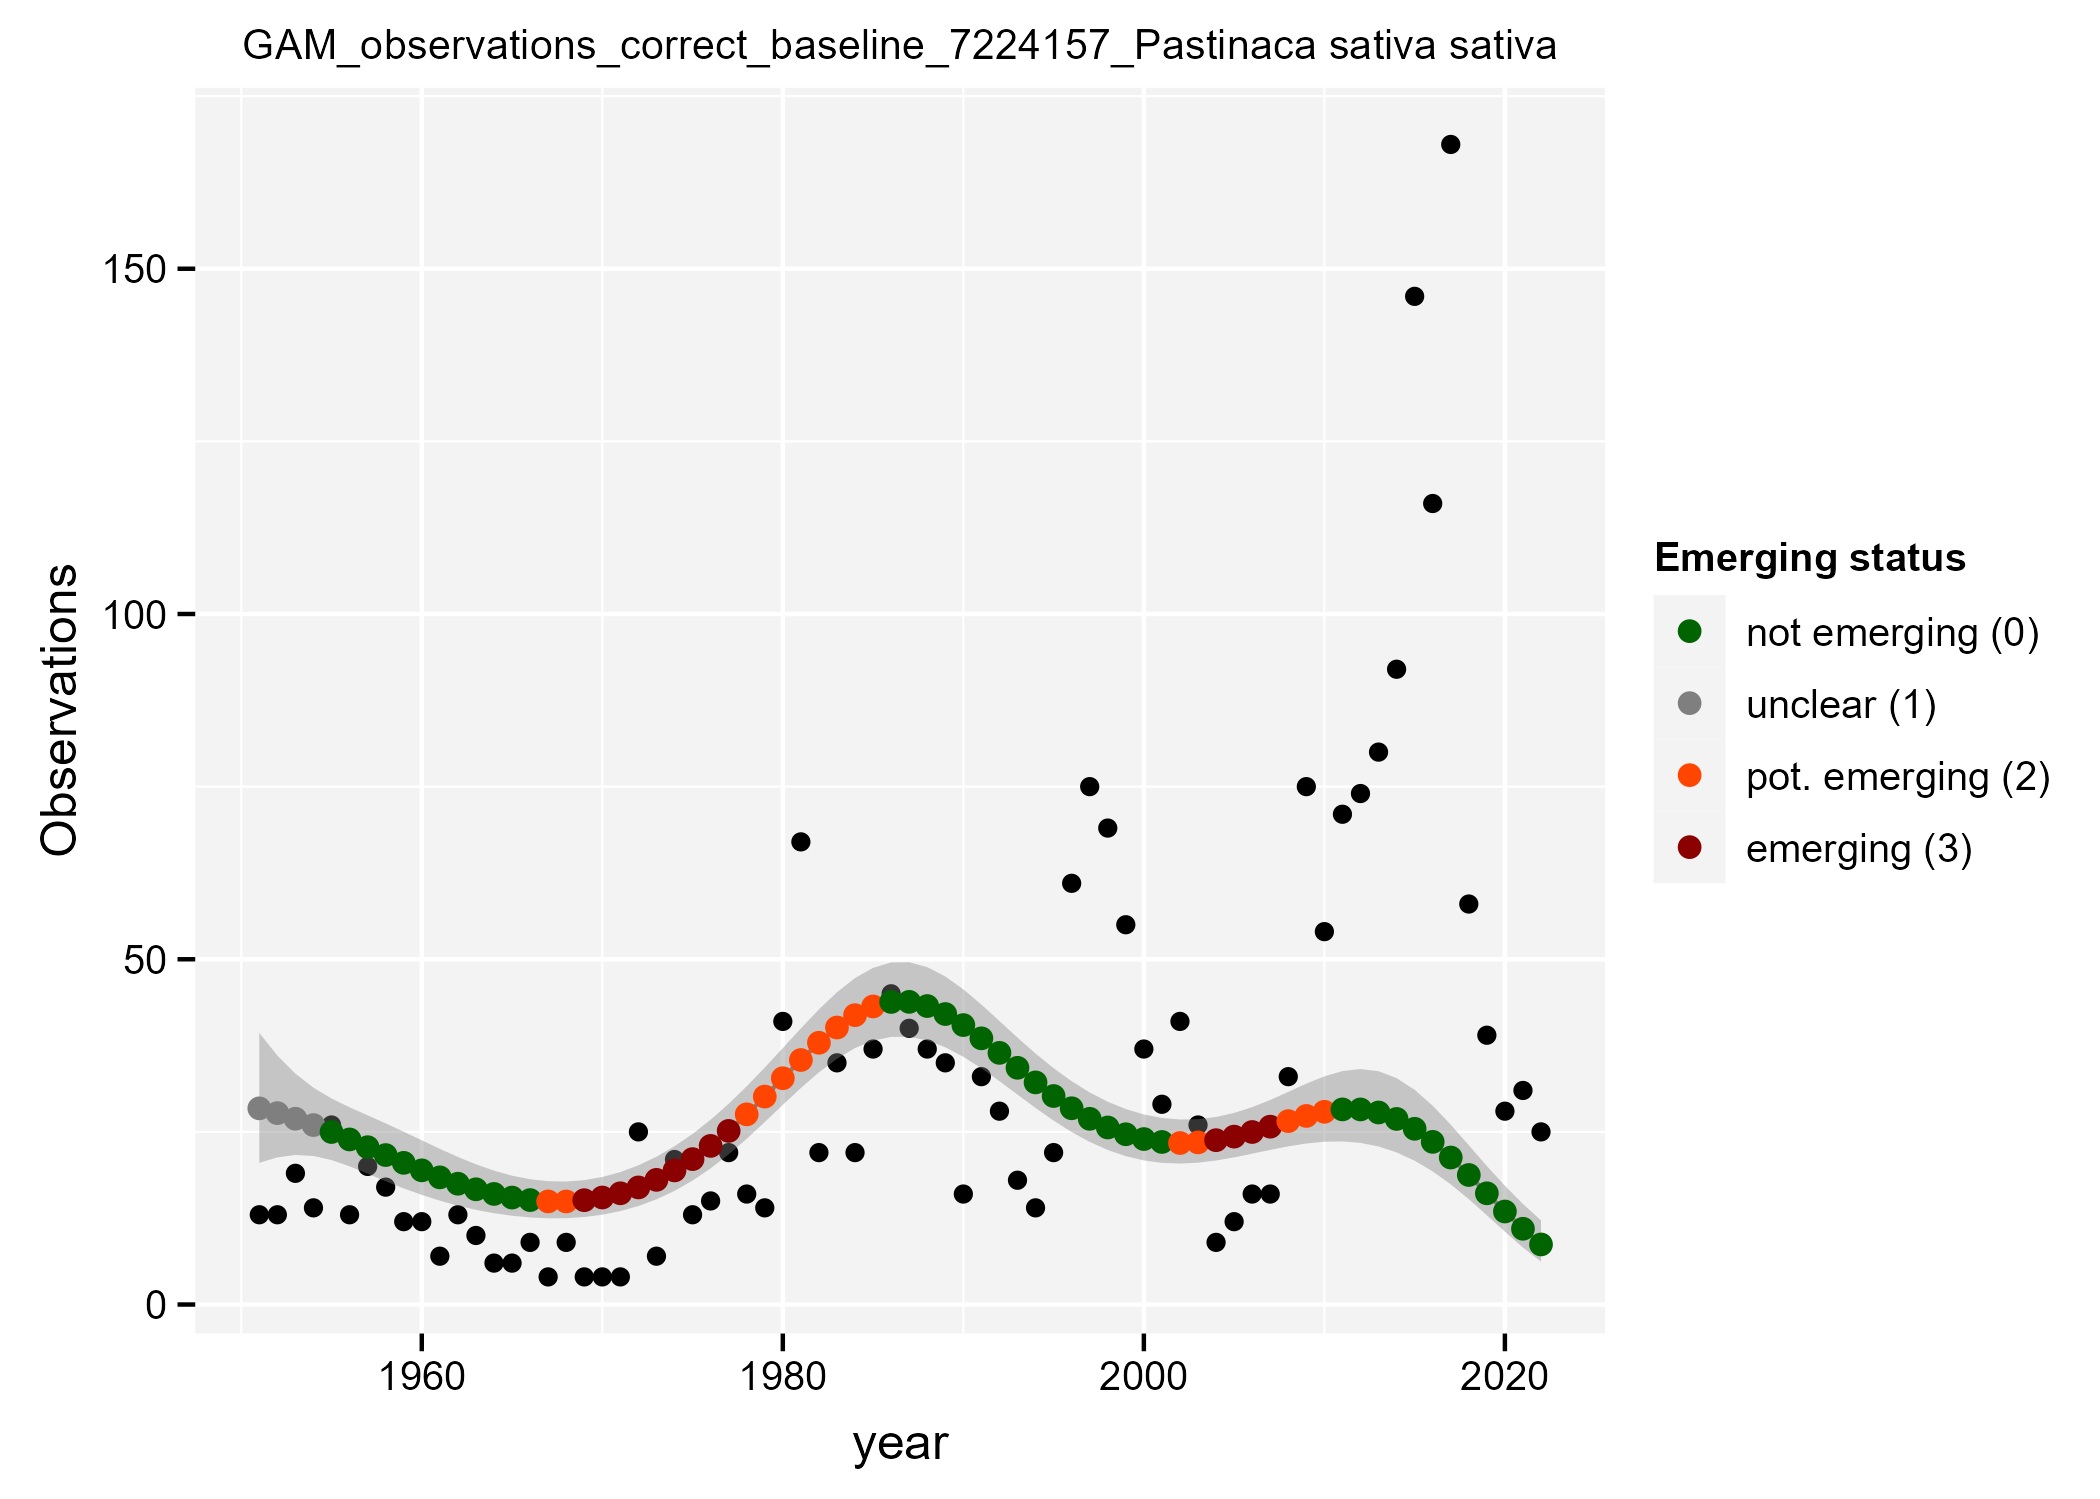 GAM_observations_correct_baseline_7224157_Pastinaca sativa sativa
150
100
50
0
Observations
1960
1980
2000
2020
year
Emerging status
not emerging (0)
unclear (1)
pot. emerging (2)
emerging (3)